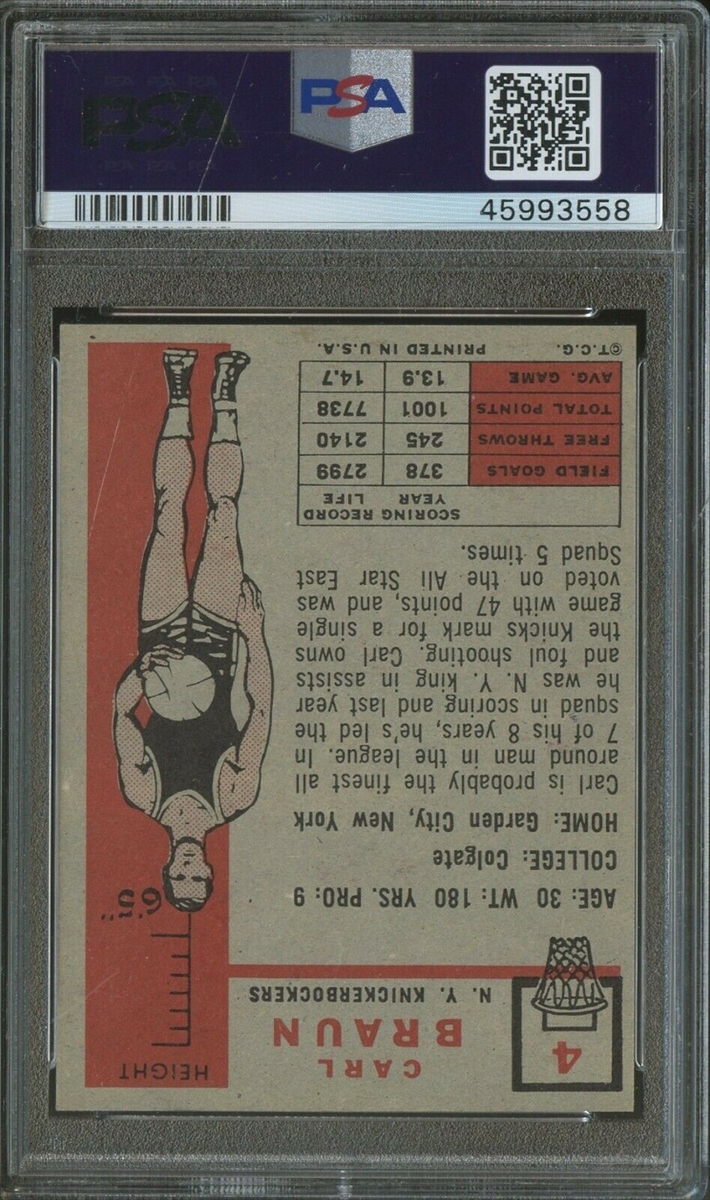 PSA
PSA
45993558
4
CARL
BRAUN
N. Y. KNICKERBOCKERS
HEIGHT
6'5"
AGE: 30 WT: 180 YRS. PRO: 9
COLLEGE: Colgate
HOME: Garden City, New York
Carl is probably the finest all
around man in the league. In
7 of his 8 years, he's led the
squad in scoring and last year
he was N. Y. king in assists
and foul shooting. Carl owns
the Knicks mark for a single
game with 47 points, and was
voted on the All Star East
Squad 5 times.
SCORING RECORD
YEAR LIFE
FIELD GOALS 378 2799
FREE THROWS 245 2140
TOTAL POINTS 1001 7738
AVG. GAME 13.9 14.7
©T.C.G. PRINTED IN U.S.A.